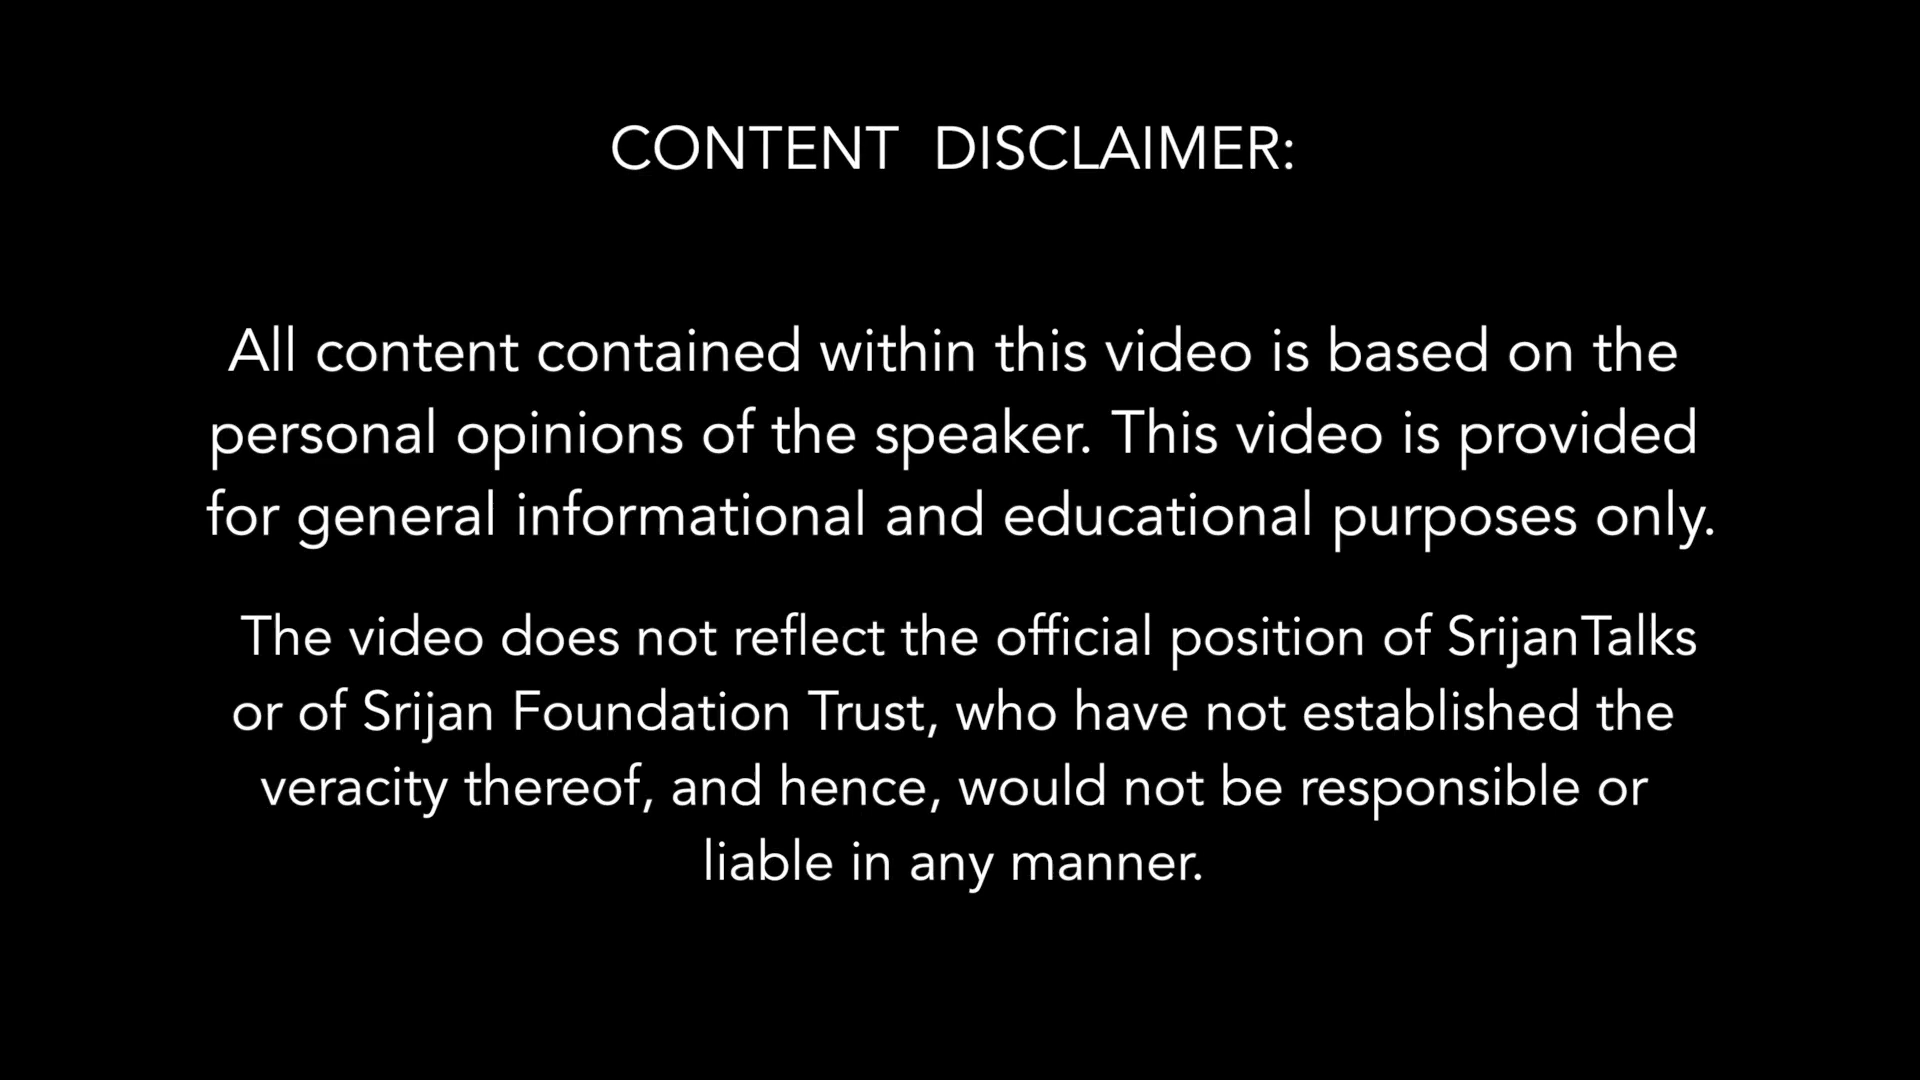 CONTENT DISCLAIMER:
All content contained within this video is based on the
personal opinions of the speaker. This video is provided
for general informational and educational purposes only.
The video does not reflect the official position of SrijanTalks
or of Srijan Foundation Trust, who have not established the
veracity thereof, and hence, would not be responsible or
liable in any manner.